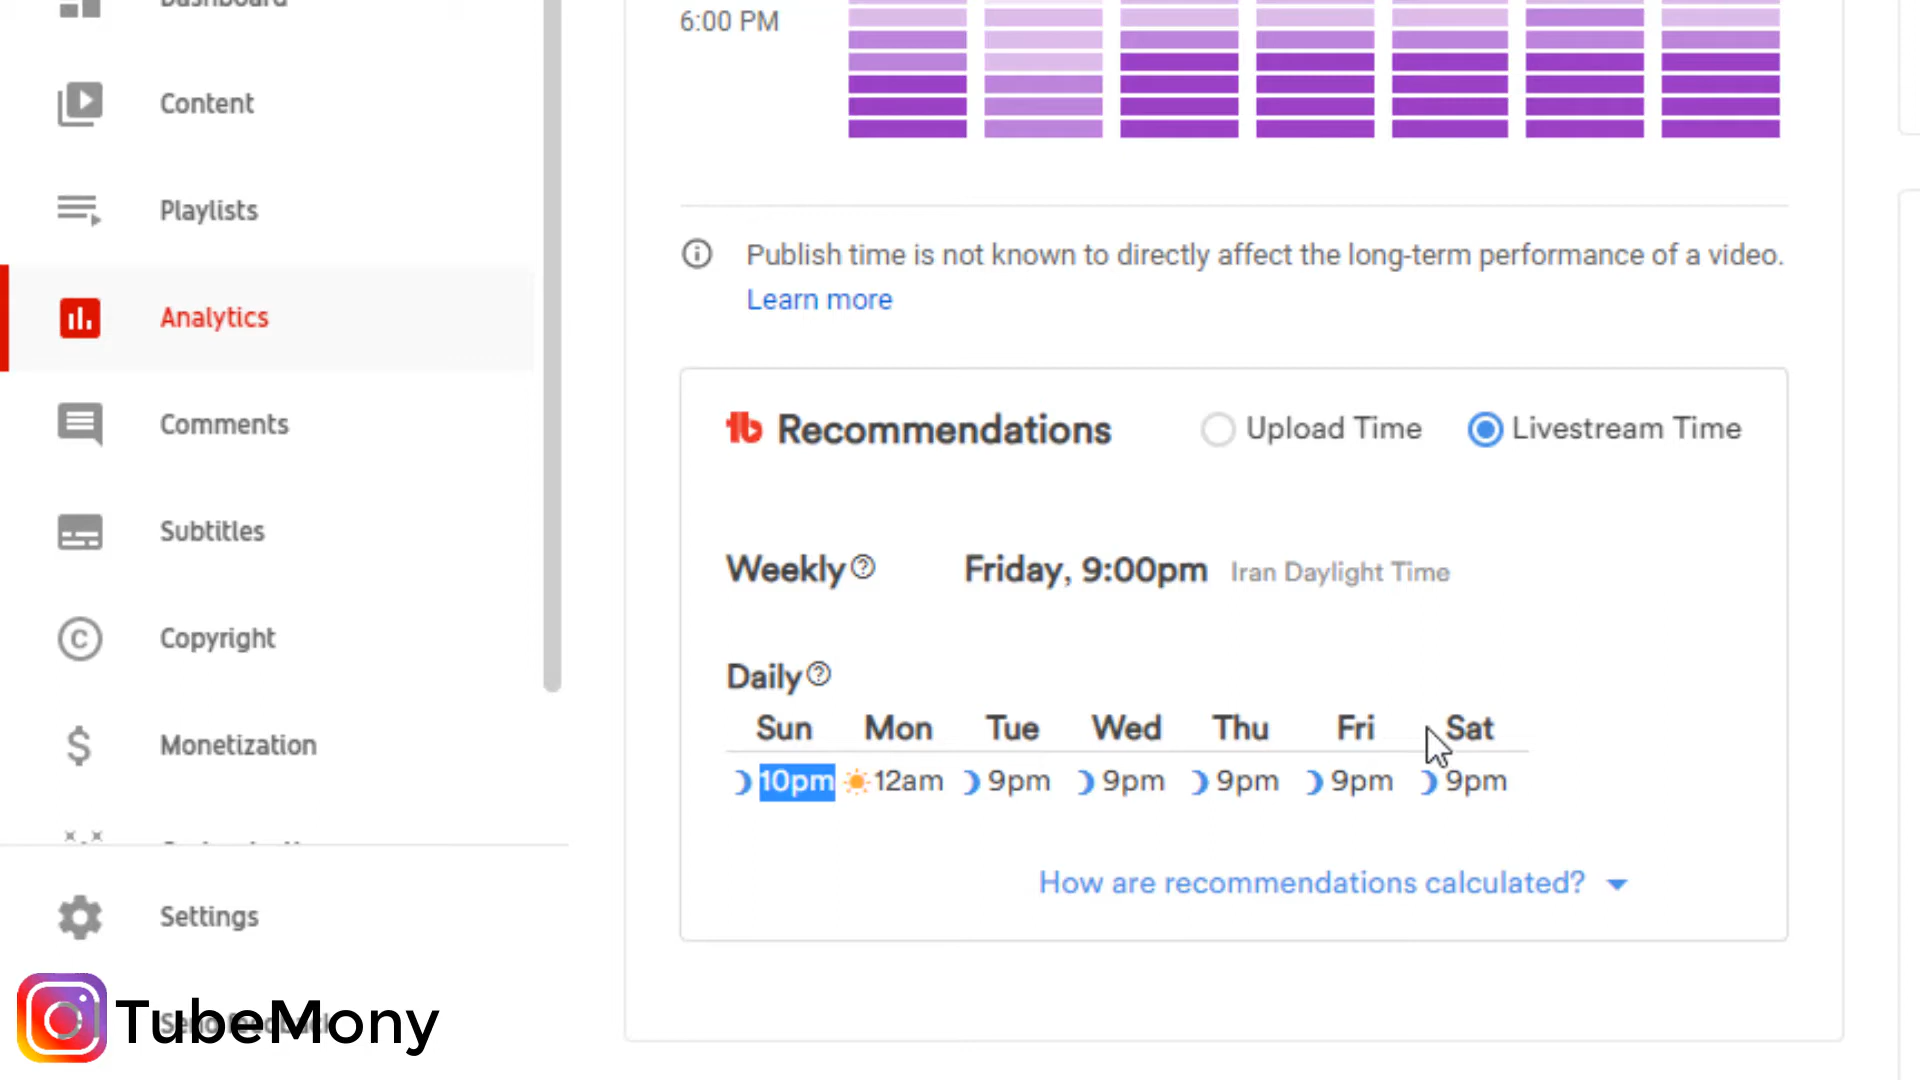 Dashboard
6:00 PM
Content
Playlists
Publish time is not known to directly affect the long-term performance of a video.
Learn more
Analytics
Comments
Recommendations
Upload Time
Livestream Time
Subtitles
Weekly
Friday, 9:00pm Iran Daylight Time
Copyright
Daily
Sun Mon Tue Wed Thu Fri Sat
10pm 12am 9pm 9pm 9pm 9pm 9pm
Monetization
How are recommendations calculated?
Settings
Send feedback
TubeMony